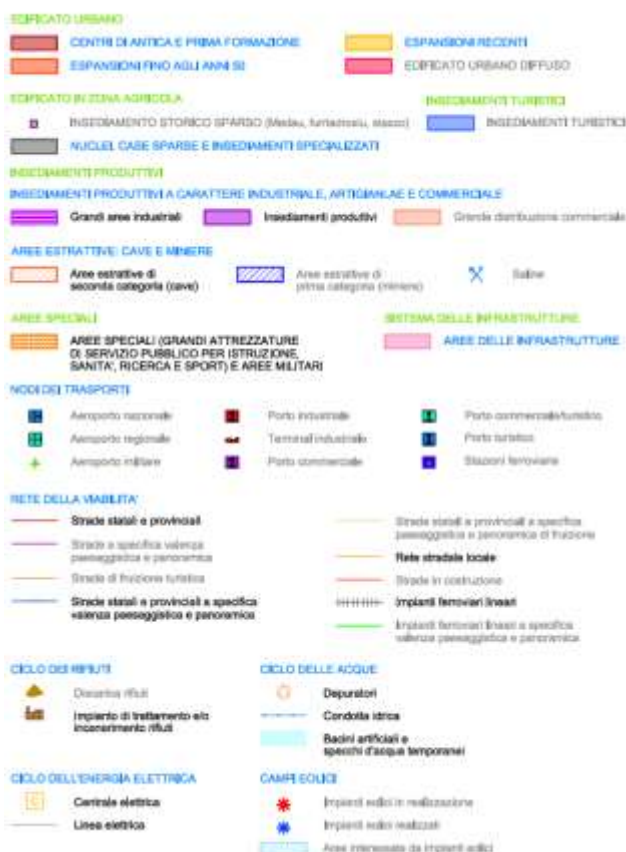 EDIFICATO URBANO
CENTRI DI ANTICA E PRIMA FORMAZIONE
ESPANSIONI RECENTI
ESPANSIONI FINO AGLI ANNI 50
EDIFICATO URBANO DIFFUSO
EDIFICATO IN ZONA AGRICOLA
INSEDIAMENTI TURISTICI
INSEDIAMENTO STORICO SPARSO (Medau, furriadroxiu, stazzo)
INSEDIAMENTI TURISTICI
NUCLEI, CASE SPARSE E INSEDIAMENTI SPECIALIZZATI
INSEDIAMENTI PRODUTTIVI
INSEDIAMENTI PRODUTTIVI A CARATTERE INDUSTRIALE, ARTIGIANLAE E COMMERCIALE
Grandi aree industriali
Insediamenti produtivi
Grande distribuzione commerciale
AREE ESTRATTIVE: CAVE E MINIERE
Aree estrattive di
seconda categoria (cave)
Aree estrattive di
prima categoria (miniere)
Saline
AREE SPECIALI
SISTEMA DELLE INFRASTRUTTURE
AREE SPECIALI (GRANDI ATTREZZATURE
DI SERVIZIO PUBBLICO PER ISTRUZIONE,
SANITA', RICERCA E SPORT) E AREE MILITARI
AREE DELLE INFRASTRUTTURE
NODI DEI TRASPORTI
Aeroporto nazionale
Porto industriale
Porto commerciale/turistico
Aeroporto regionale
Terminal industriale
Porto turistico
Aeroporto militare
Porto commerciale
Stazioni ferroviarie
RETE DELLA VIABILITA'
Strade statali e provinciali
Strade statali e provinciali a specifica
paesaggistica e panoramica di fruizione
Strade a specifica valenza
paesaggistica e panoramica
Rete stradale locale
Strade di fruizione turistica
Strade in costruzione
Strade statali e provinciali a specifica
valenza paesaggistica e panoramica
Impianti ferroviari lineari
Impianti ferroviari lineari a specifica
valenza paesaggistica e panoramica
CICLO DEI RIFIUTI
CICLO DELLE ACQUE
Discarica rifiuti
Depuratori
Impianto di trattamento e/o
incenerimento rifiuti
Condotta idrica
Bacini artificiali e
specchi d'acqua temporanei
CICLO DELL'ENERGIA ELETTRICA
CAMPI EOLICI
Centrale elettrica
Impianti eolici in realizzazione
Linea elettrica
Impianti eolici realizzati
Aree interessate da impianti eolici